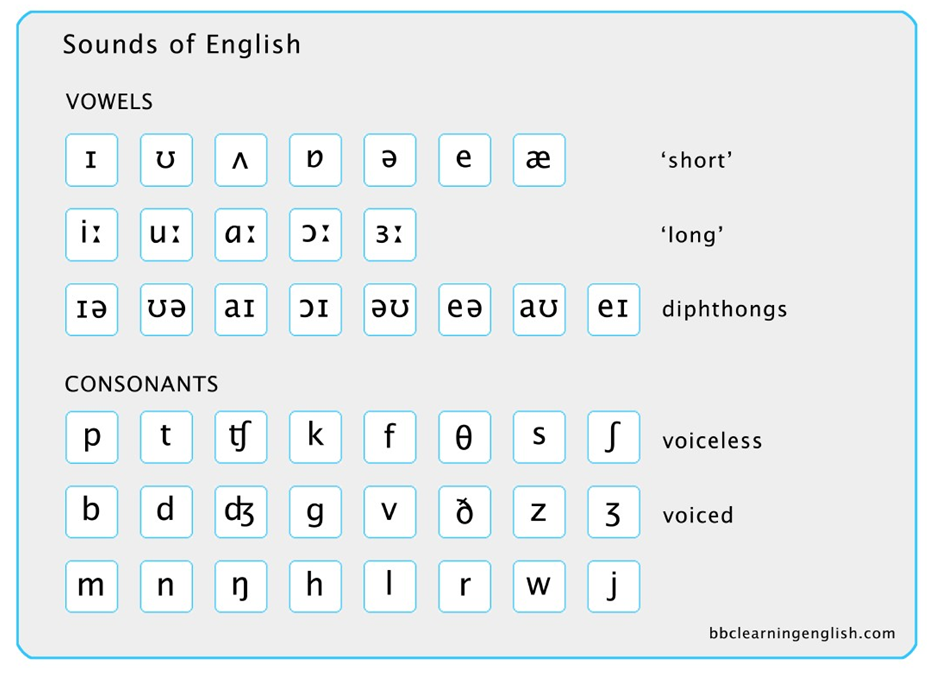 Sounds of English
VOWELS
ɪ ʊ ʌ ɒ ə e æ ‘short’
iː uː ɑː ɔː ɜː ‘long’
ɪə ʊə aɪ ɔɪ əʊ eə aʊ eɪ diphthongs
CONSONANTS
p t ʧ k f θ s ʃ voiceless
b d ʤ g v ð z ʒ voiced
m n ŋ h l r w j
bbclearningenglish.com